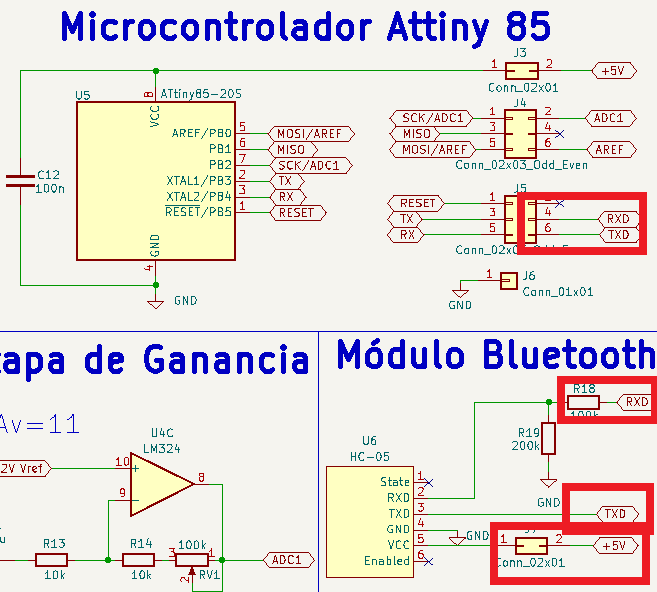 Microcontrolador Attiny 85
J3
1 2
+5V
Conn_02x01
U5
ATtiny85-20S
8
VCC
AREF/PB0 5 MOSI/AREF
PB1 6 MISO
PB2 7 SCK/ADC1
XTAL1/PB3 2 TX
XTAL2/PB4 3 RX
RESET/PB5 1 RESET
GND
4
GND
C12
100n
J4
SCK/ADC1 1 2 ADC1
MISO 3 4
MOSI/AREF 5 6 AREF
Conn_02x03_Odd_Even
J5
RESET 1
TX 3 4 RXD
RX 5 6 TXD
J6
1
Conn_01x01
GND
tapa de Ganancia
Av=11
U4C
LM324
2V Vref 10
+
9
-
8
R13
10k
R14
10k
100k
3 1
2
RV1
ADC1
Módulo Bluetooth
R18
100k
RXD
R19
200k
GND
U6
HC-05
State 1
RXD 2
TXD 3
TXD
GND 4
GND
VCC 5
1 2
+5V
Enabled 6
onn_02x01